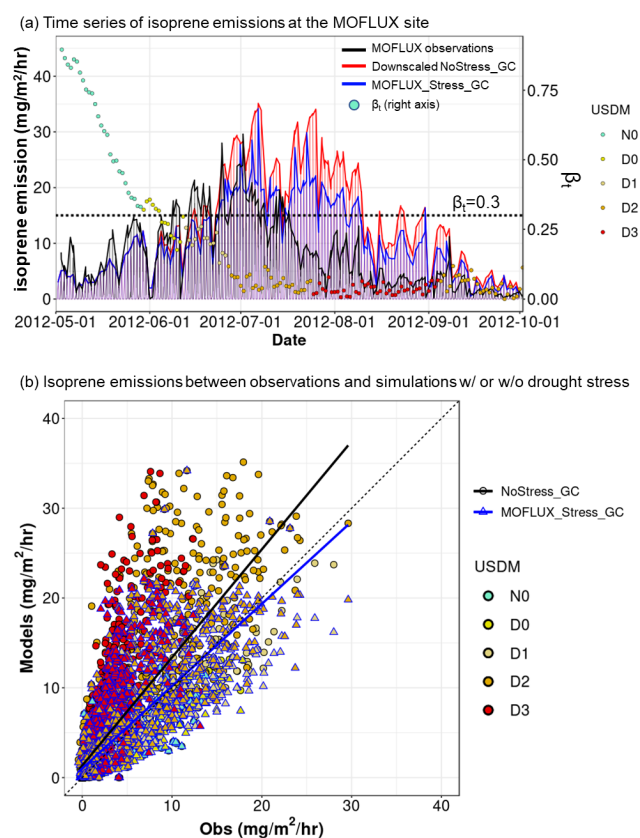 (a) Time series of isoprene emissions at the MOFLUX site
isoprene emission (mg/m²/hr)
40
30
20
10
0
MOFLUX observations
Downscaled NoStress_GC
MOFLUX_Stress_GC
βt (right axis)
βt=0.3
0.75
0.50
0.25
0.00
βt
USDM
N0
D0
D1
D2
D3
2012-05-01 2012-06-01 2012-07-01 2012-08-01 2012-09-01 2012-10-01
Date
(b) Isoprene emissions between observations and simulations w/ or w/o drought stress
Models (mg/m²/hr)
40
30
20
10
0
0 10 20 30 40
Obs (mg/m²/hr)
NoStress_GC
MOFLUX_Stress_GC
USDM
N0
D0
D1
D2
D3